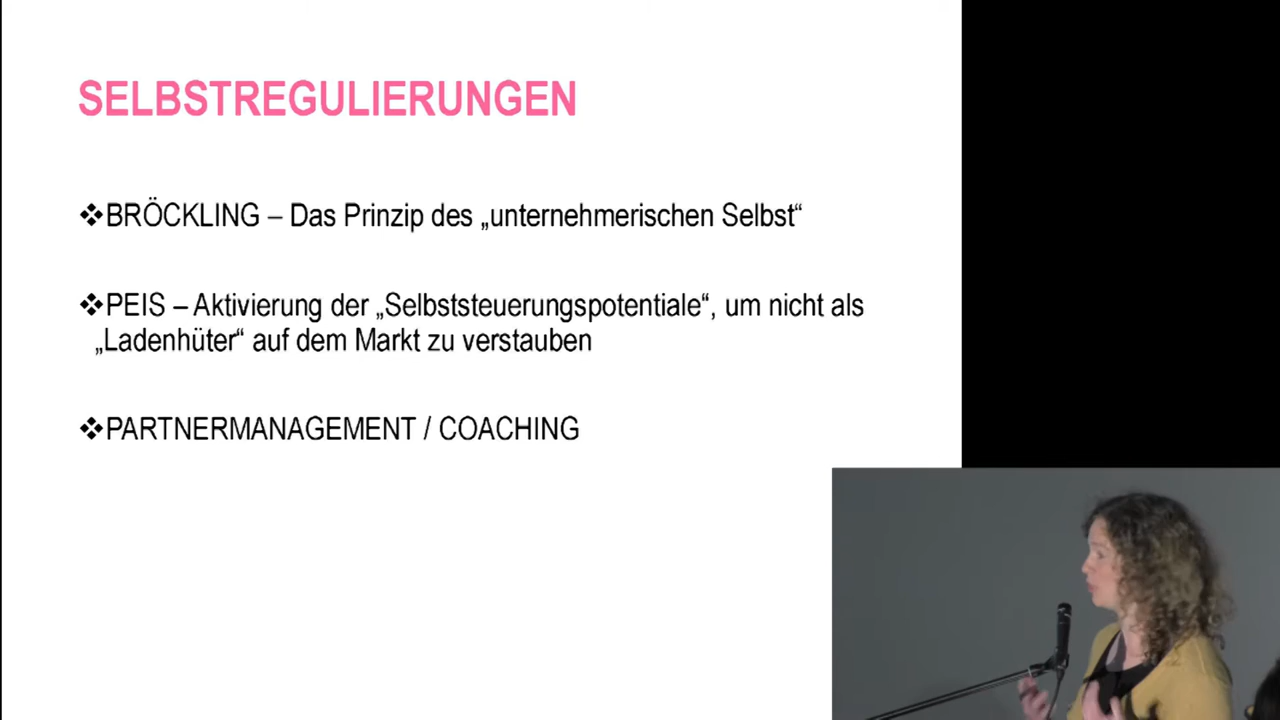 SELBSTREGULIERUNGEN
❖BRÖCKLING – Das Prinzip des „unternehmerischen Selbst“
❖PEIS – Aktivierung der „Selbststeuerungspotentiale“, um nicht als
„Ladenhüter“ auf dem Markt zu verstauben
❖PARTNERMANAGEMENT / COACHING